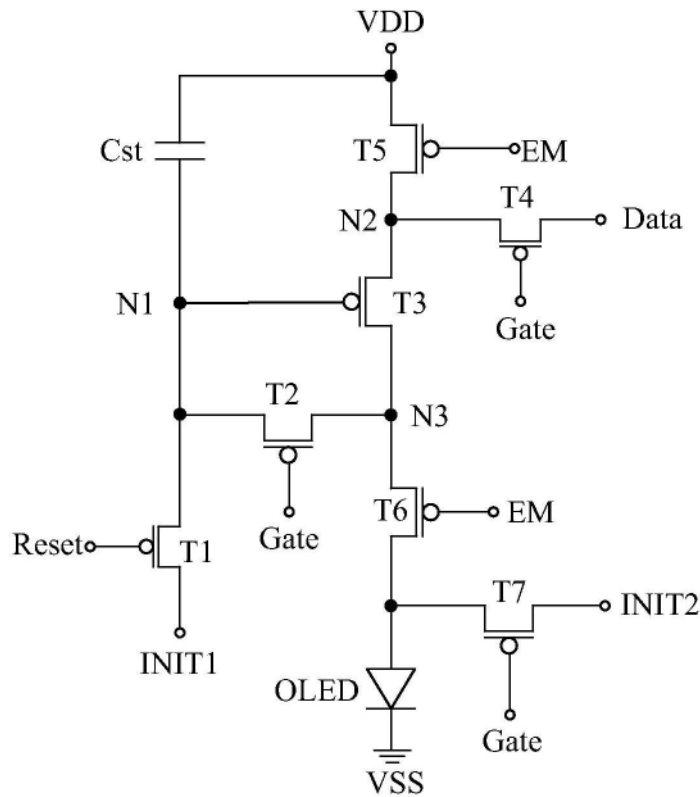 VDD
Cst
T5
EM
N2
T4
Data
N1
T3
Gate
T2
N3
Reset
T1
Gate
T6
EM
INIT1
T7
INIT2
OLED
Gate
VSS